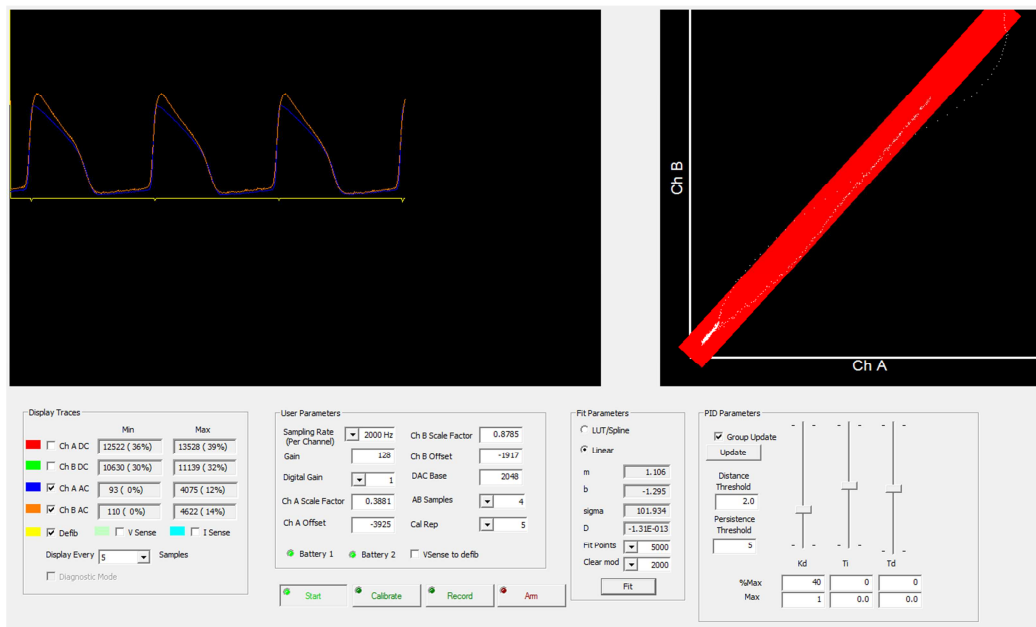 Ch B
Ch A
Display Traces
Min Max
Ch A DC 12522 ( 36%) 13528 ( 39%)
Ch B DC 10630 ( 30%) 11139 ( 32%)
Ch A AC 93 ( 0%) 4075 ( 12%)
Ch B AC 110 ( 0%) 4622 ( 14%)
Defib V Sense I Sense
Display Every 5 Samples
Diagnostic Mode
User Parameters
Sampling Rate (Per Channel) 2000 Hz
Gain 128
Digital Gain 1
Ch A Scale Factor 0.3881
Ch A Offset -3925
Ch B Scale Factor 0.8785
Ch B Offset -1917
DAC Base 2048
AB Samples 4
Cal Rep 5
Battery 1 Battery 2 VSense to defib
Start Calibrate Record Arm
Fit Parameters
LUT/Spline
Linear
m 1.106
b -1.295
sigma 101.934
D -1.31E-013
Fit Points 5000
Clear mod 2000
Fit
PID Parameters
Group Update
Update
Distance
Threshold
2.0
Persistence
Threshold
5
Kd Ti Td
%Max 40 0 0
Max 1 0.0 0.0